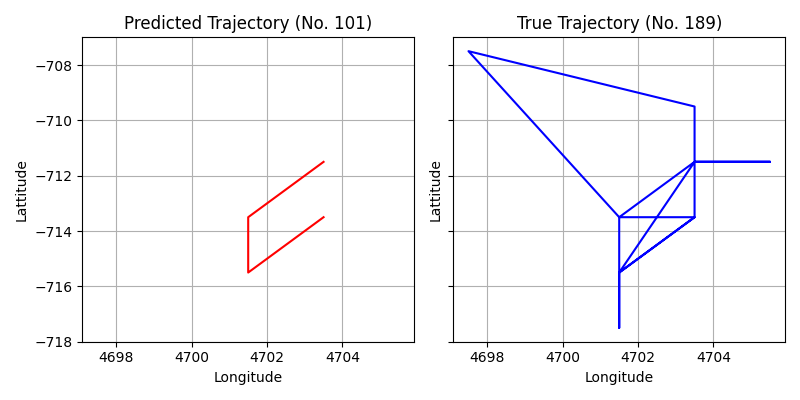 Predicted Trajectory (No. 101)
True Trajectory (No. 189)
−708
−710
−712
−714
−716
−718
Lattitude
Lattitude
4698
4700
4702
4704
4698
4700
4702
4704
Longitude
Longitude